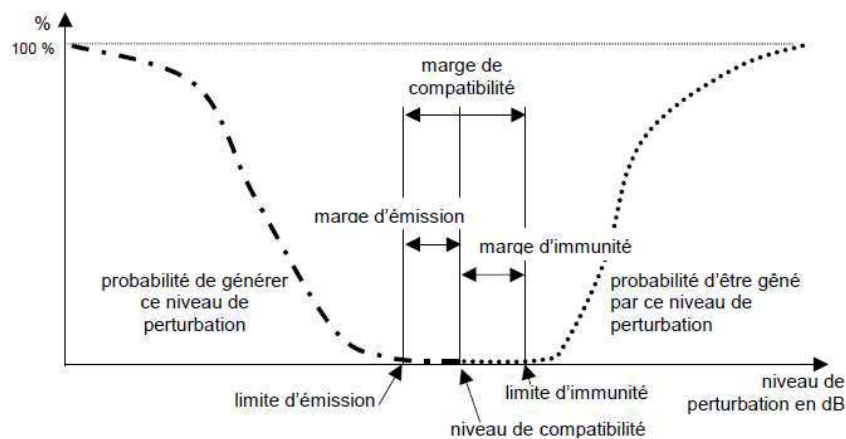 %
100 %
marge de
compatibilité
marge d'émission
marge d'immunité
probabilité de générer
ce niveau de
perturbation
probabilité d'être gêné
par ce niveau de
perturbation
limite d'émission
limite d'immunité
niveau de compatibilité
niveau de
perturbation en dB